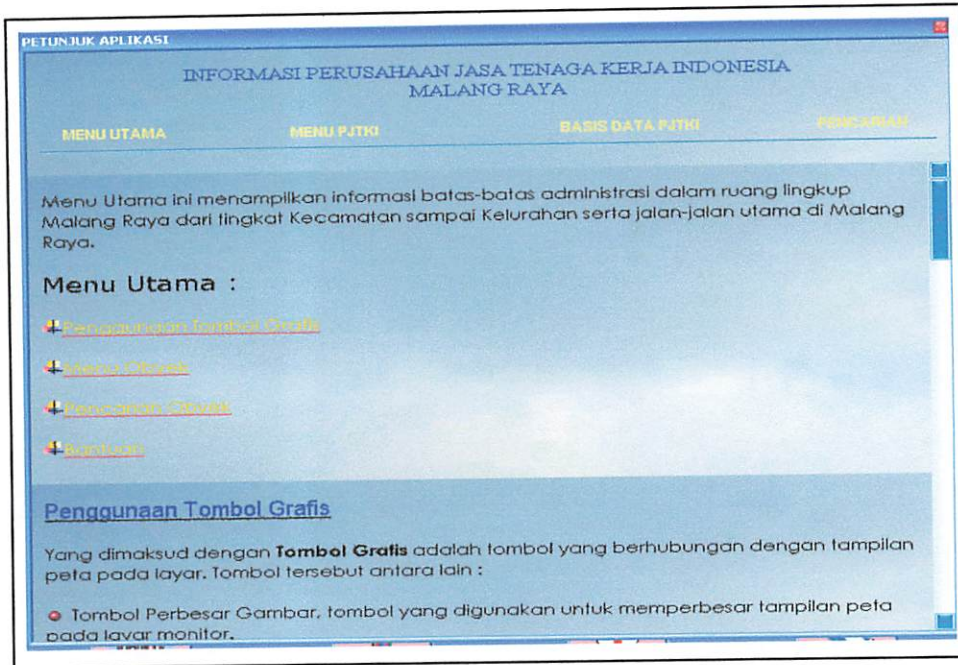 PETUNJUK APLIKASI
INFORMASI PERUSAHAAN JASA TENAGA KERJA INDONESIA
MALANG RAYA
MENU UTAMA MENU PJTKI BASIS DATA PJTKI PENCARIAN
Menu Utama ini menampilkan informasi batas-batas administrasi dalam ruang lingkup
Malang Raya dari tingkat Kecamatan sampai Kelurahan serta jalan-jalan utama di Malang
Raya.
Menu Utama :
Penggunaan Tombol Grafis
Menu Obyek
Pencarian Obyek
Bantuan
Penggunaan Tombol Grafis
Yang dimaksud dengan Tombol Grafis adalah tombol yang berhubungan dengan tampilan
peta pada layar. Tombol tersebut antara lain :
Tombol Perbesar Gambar, tombol yang digunakan untuk memperbesar tampilan peta
pada layar monitor.